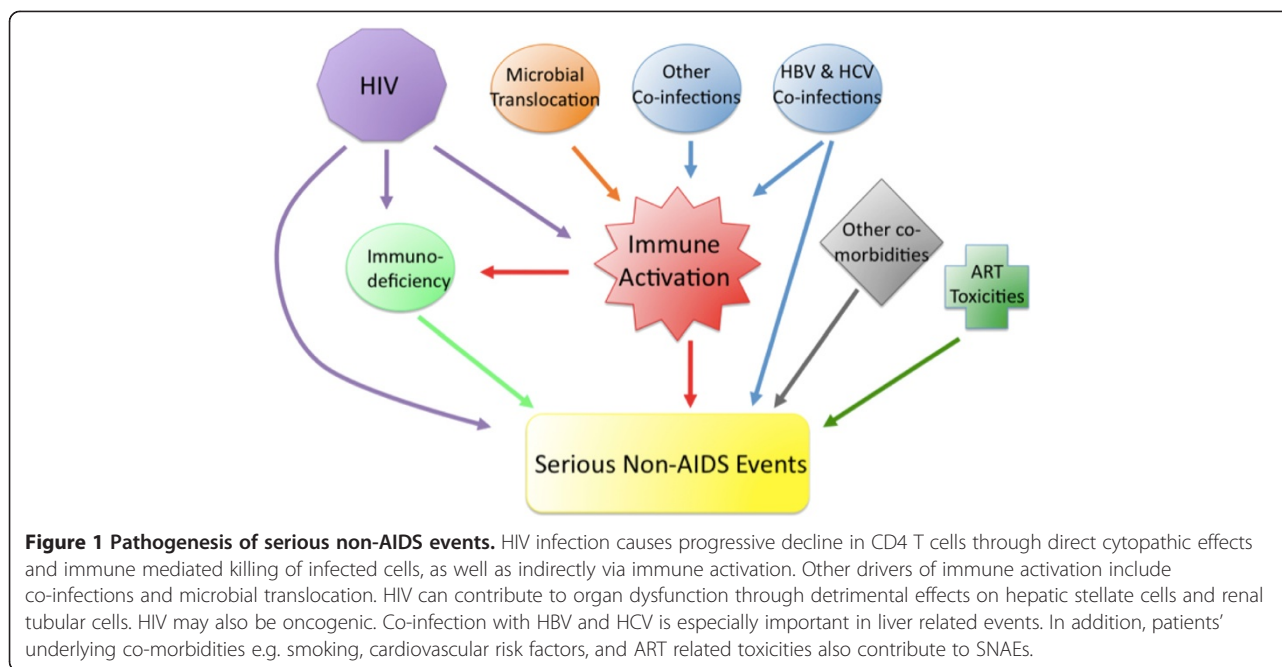 HIV
Microbial
Translocation
Other
Co-infections
HBV & HCV
Co-infections
Immuno-
deficiency
Immune
Activation
Other co-
morbidities
ART
Toxicities
Serious Non-AIDS Events
Figure 1 Pathogenesis of serious non-AIDS events. HIV infection causes progressive decline in CD4 T cells through direct cytopathic effects
and immune mediated killing of infected cells, as well as indirectly via immune activation. Other drivers of immune activation include
co-infections and microbial translocation. HIV can contribute to organ dysfunction through detrimental effects on hepatic stellate cells and renal
tubular cells. HIV may also be oncogenic. Co-infection with HBV and HCV is especially important in liver related events. In addition, patients’
underlying co-morbidities e.g. smoking, cardiovascular risk factors, and ART related toxicities also contribute to SNAEs.